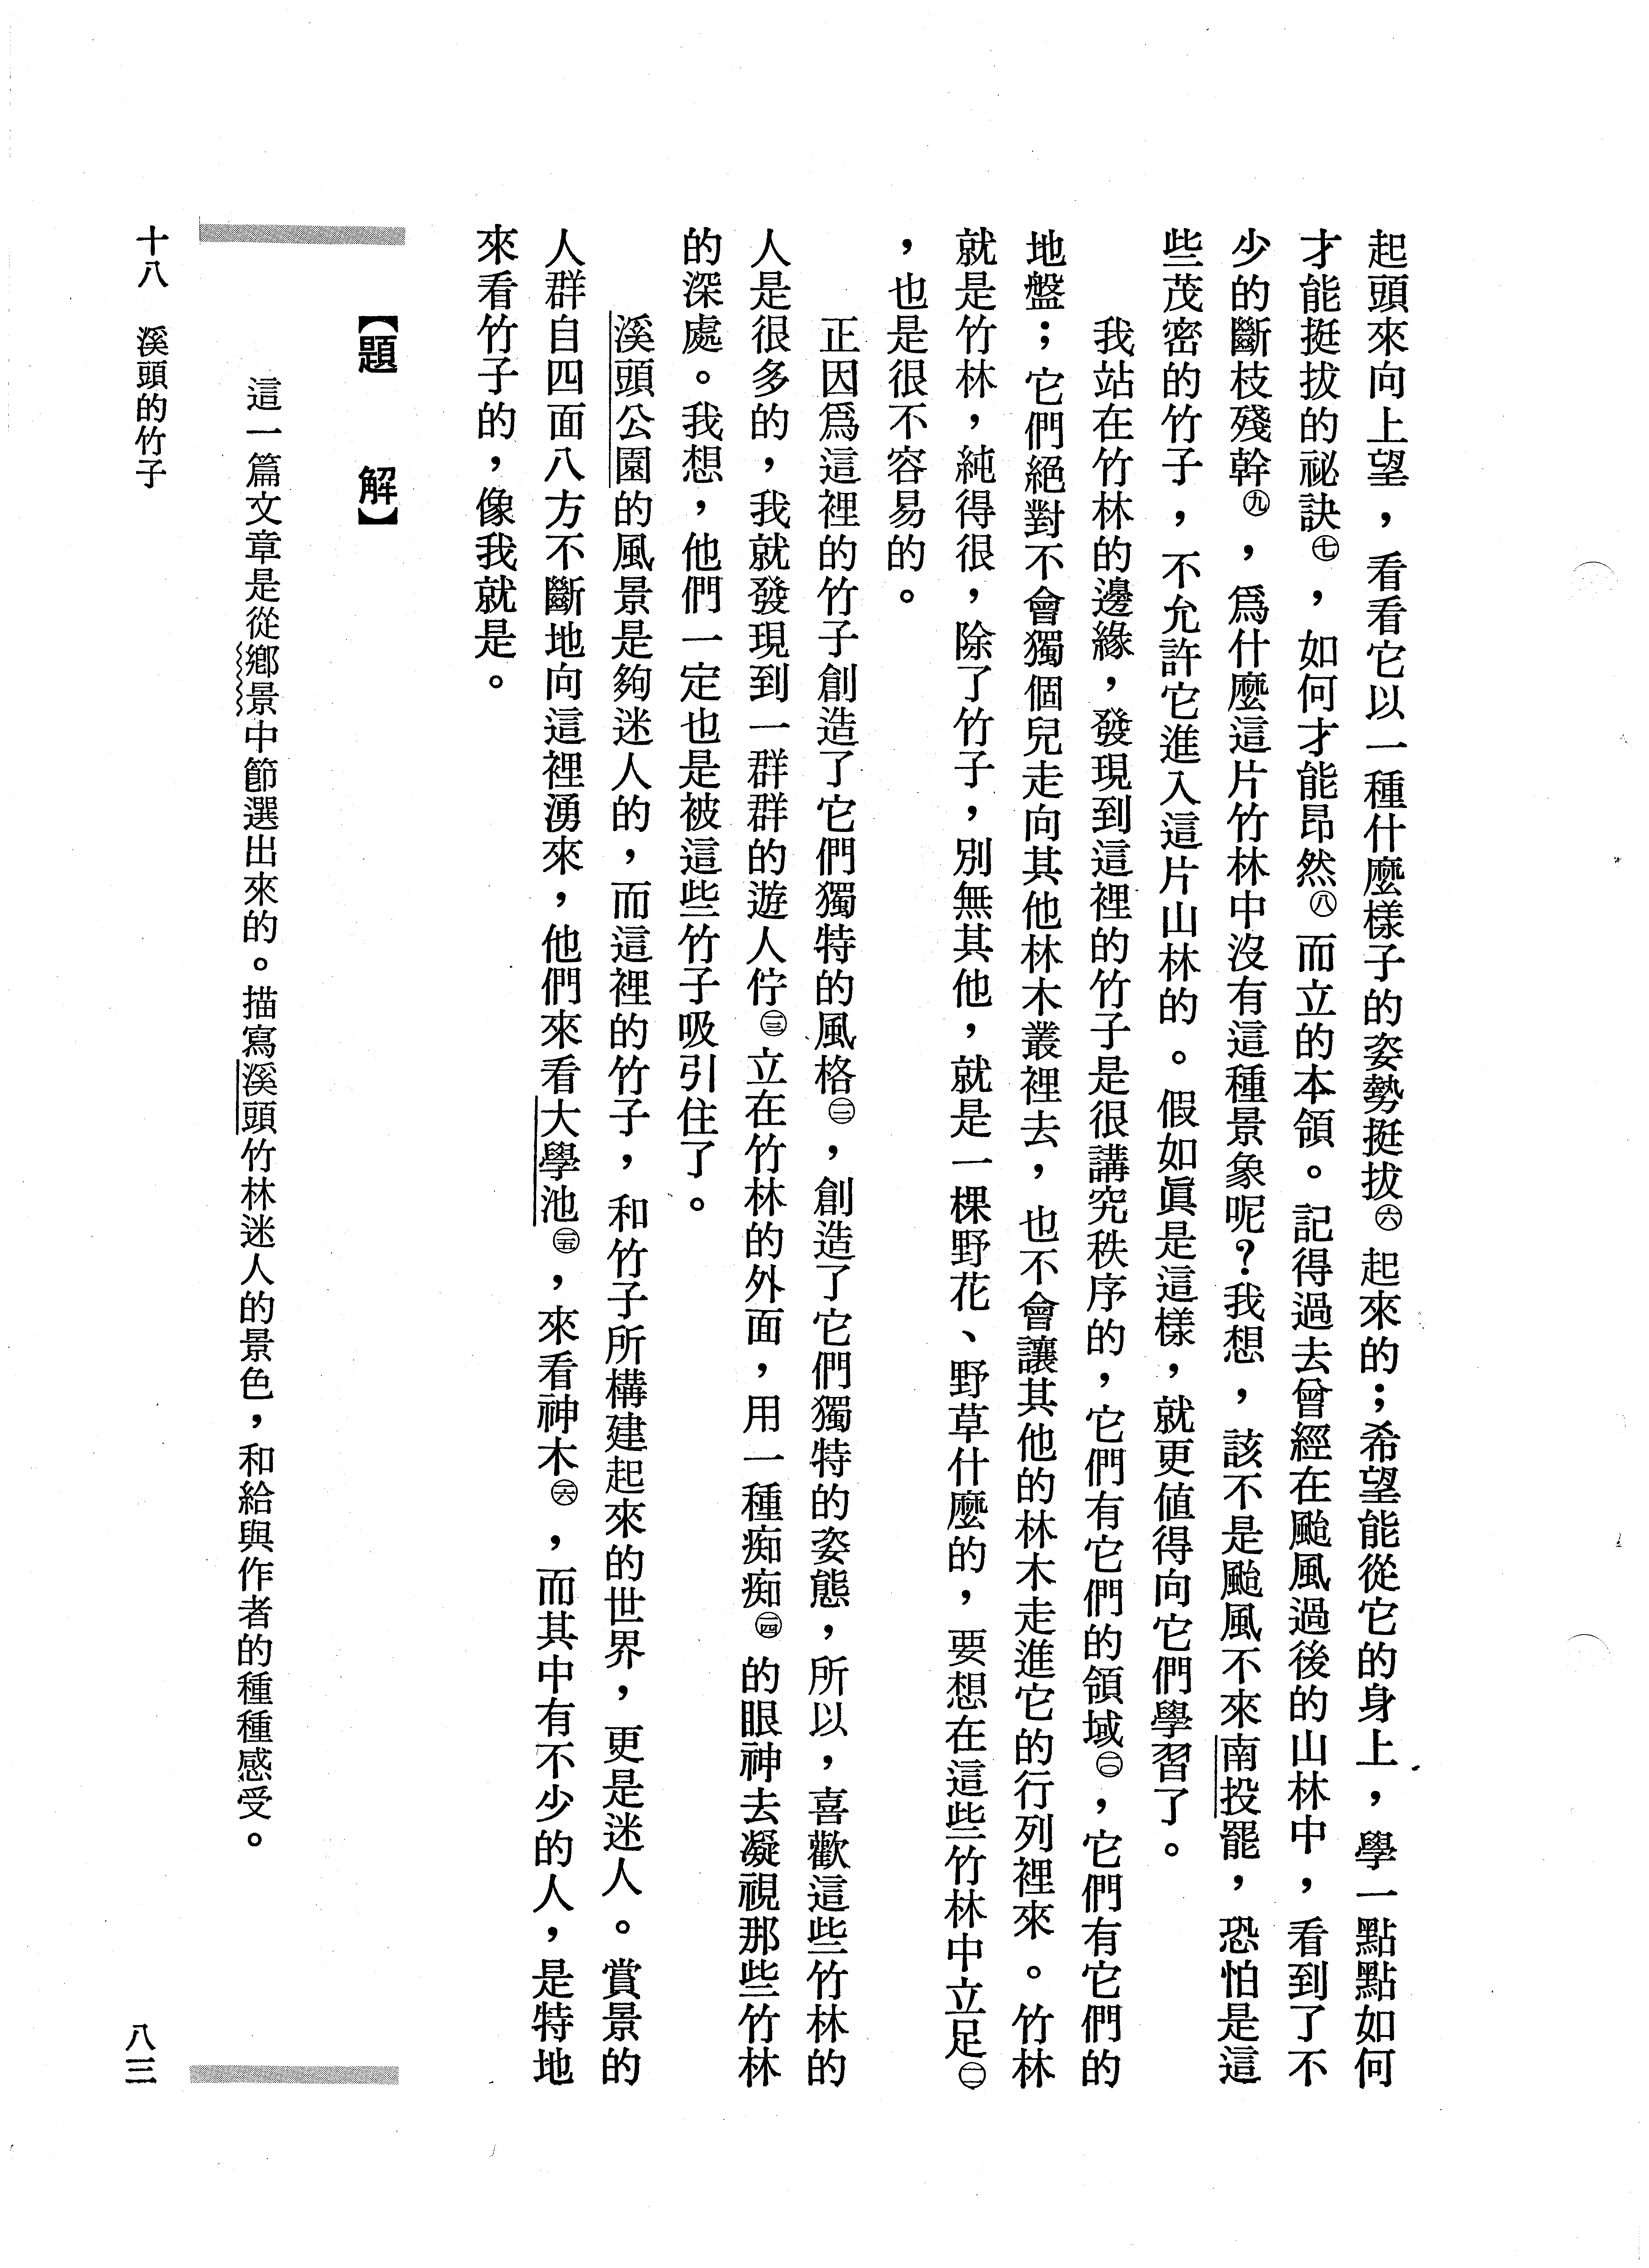 起頭來向上望，看看它以一種什麼樣子的姿勢挺拔㊅起來的；希望能從它的身上，學一點點如何
才能挺拔的祕訣㊆，如何才能昂然㊇而立的本領。記得過去曾經在颱風過後的山林中，看到了不
少的斷枝殘幹㊈，爲什麼這片竹林中沒有這種景象呢？我想，該不是颱風不來南投罷，恐怕是這
些茂密的竹子，不允許它進入這片山林的。假如眞是這樣，就更値得向它們學習了。
我站在竹林的邊緣，發現到這裡的竹子是很講究秩序的，它們有它們的領域㊀〇，它們有它們的
地盤；它們絕對不會獨個兒走向其他林木叢裡去，也不會讓其他的林木走進它的行列裡來。竹林
就是竹林，純得很，除了竹子，別無其他，就是一棵野花、野草什麼的，要想在這些竹林中立足㊀一
，也是很不容易的。
正因爲這裡的竹子創造了它們獨特的風格㊀二，創造了它們獨特的姿態，所以，喜歡這些竹林的
人是很多的，我就發現到一群群的遊人佇㊀三立在竹林的外面，用一種痴痴㊀四的眼神去凝視那些竹林
的深處。我想，他們一定也是被這些竹子吸引住了。
溪頭公園的風景是夠迷人的，而這裡的竹子，和竹子所構建起來的世界，更是迷人。賞景的
人群自四面八方不斷地向這裡湧來，他們來看大學池㊀五，來看神木㊀六，而其中有不少的人，是特地
來看竹子的，像我就是。
【題　解】
這一篇文章是從鄉景中節選出來的。描寫溪頭竹林迷人的景色，和給與作者的種種感受。
十八　溪頭的竹子
八三